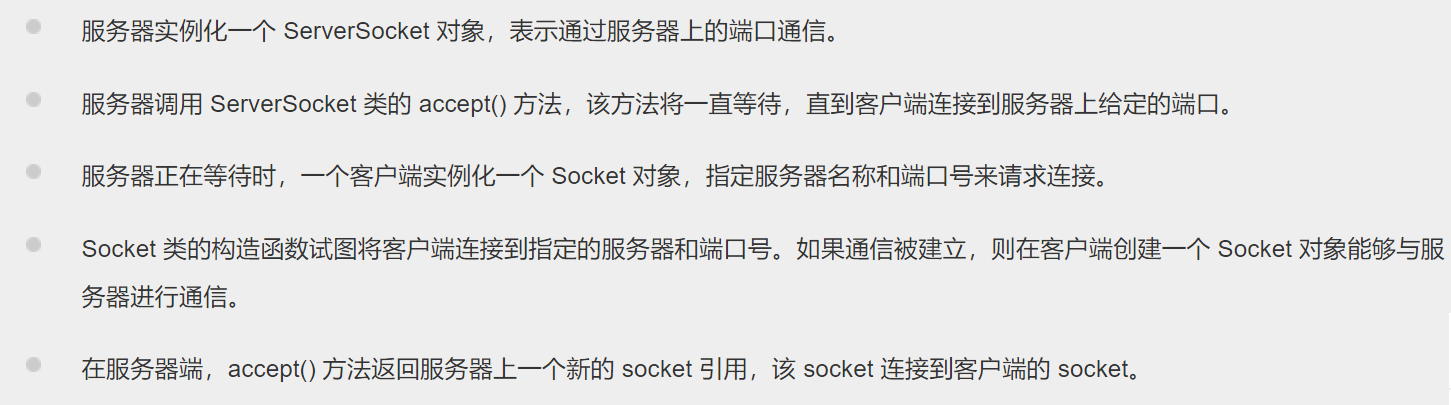 服务器实例化一个 ServerSocket 对象，表示通过服务器上的端口通信。
服务器调用 ServerSocket 类的 accept() 方法，该方法将一直等待，直到客户端连接到服务器上给定的端口。
服务器正在等待时，一个客户端实例化一个 Socket 对象，指定服务器名称和端口号来请求连接。
Socket 类的构造函数试图将客户端连接到指定的服务器和端口号。如果通信被建立，则在客户端创建一个 Socket 对象能够与服
务器进行通信。
在服务器端，accept() 方法返回服务器上一个新的 socket 引用，该 socket 连接到客户端的 socket。